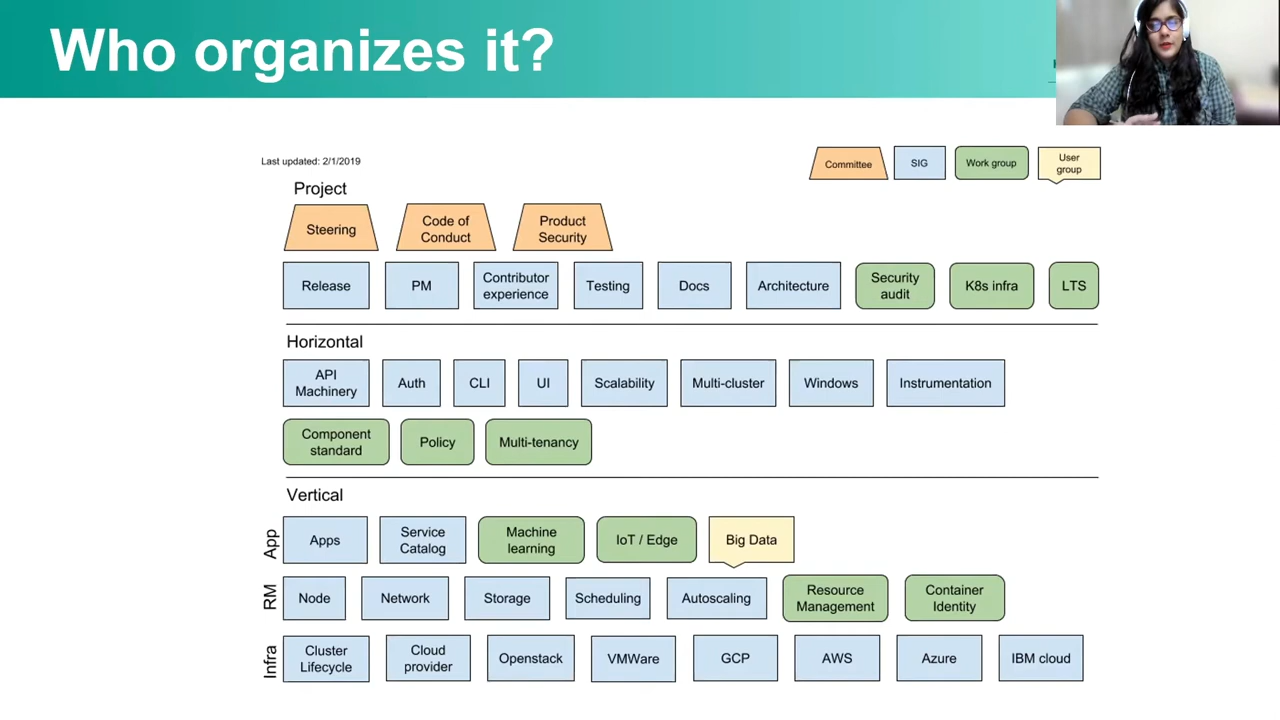 Who organizes it?
Last updated: 2/1/2019
Committee
SIG
Work group
User
group
Project
Steering
Code of
Conduct
Product
Security
Release
PM
Contributor
experience
Testing
Docs
Architecture
Security
audit
K8s infra
LTS
Horizontal
API
Machinery
Auth
CLI
UI
Scalability
Multi-cluster
Windows
Instrumentation
Component
standard
Policy
Multi-tenancy
Vertical
App
Apps
Service
Catalog
Machine
learning
IoT / Edge
Big Data
RM
Node
Network
Storage
Scheduling
Autoscaling
Resource
Management
Container
Identity
Infra
Cluster
Lifecycle
Cloud
provider
Openstack
VMWare
GCP
AWS
Azure
IBM cloud